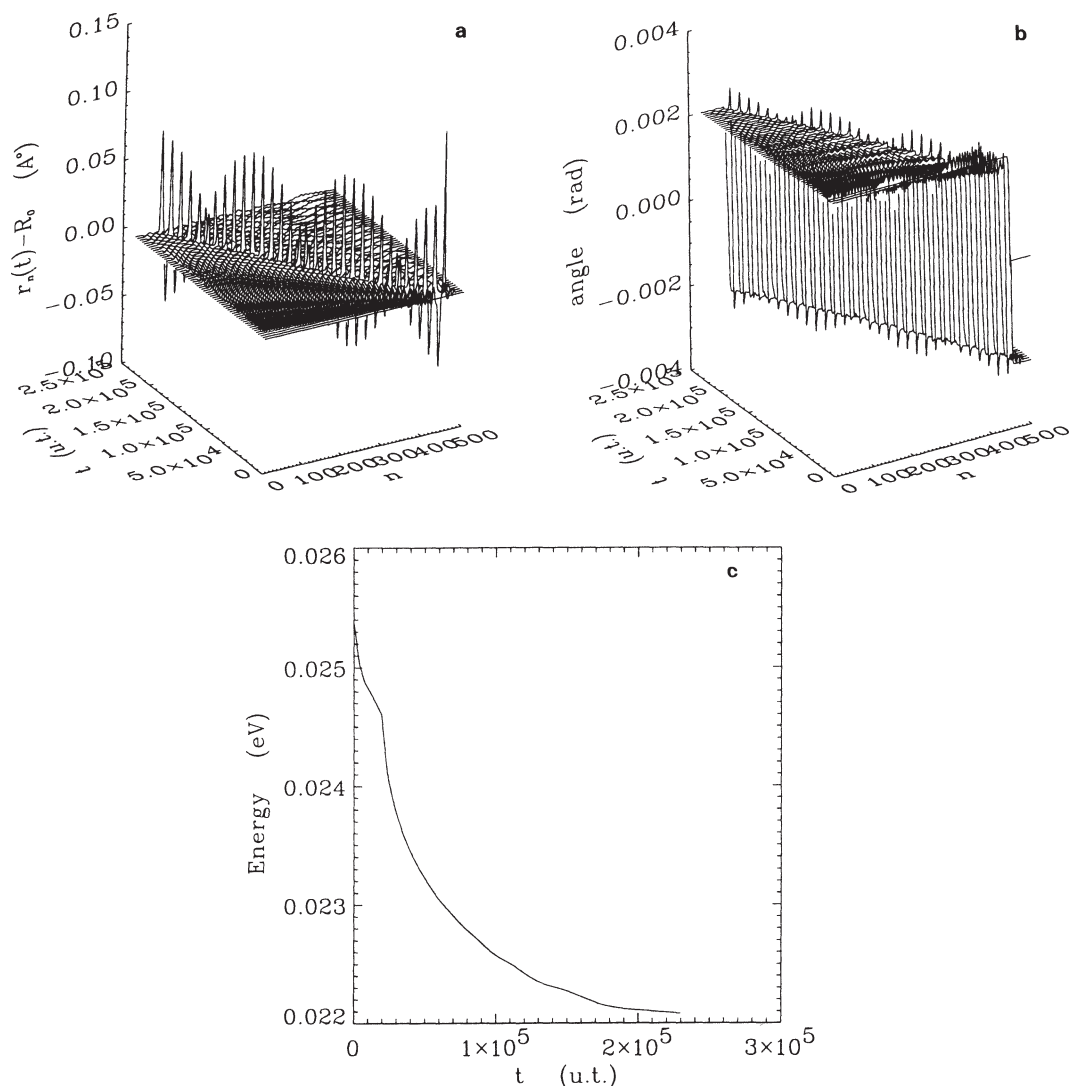 a
0.15
0.10
0.05
0.00
−0.05
−0.10
r_n(t)−R_0 (A°)
2.5×10^5
2.0×10^5
1.5×10^5
1.0×10^5
5.0×10^4
0
t (u.t.)
0 100 200 300 400 500
n
b
0.004
0.002
0.000
−0.002
−0.004
angle (rad)
2.5×10^5
2.0×10^5
1.5×10^5
1.0×10^5
5.0×10^4
0
t (u.t.)
0 100 200 300 400 500
n
c
0.026
0.025
0.024
0.023
0.022
Energy (eV)
0 1×10^5 2×10^5 3×10^5
t (u.t.)